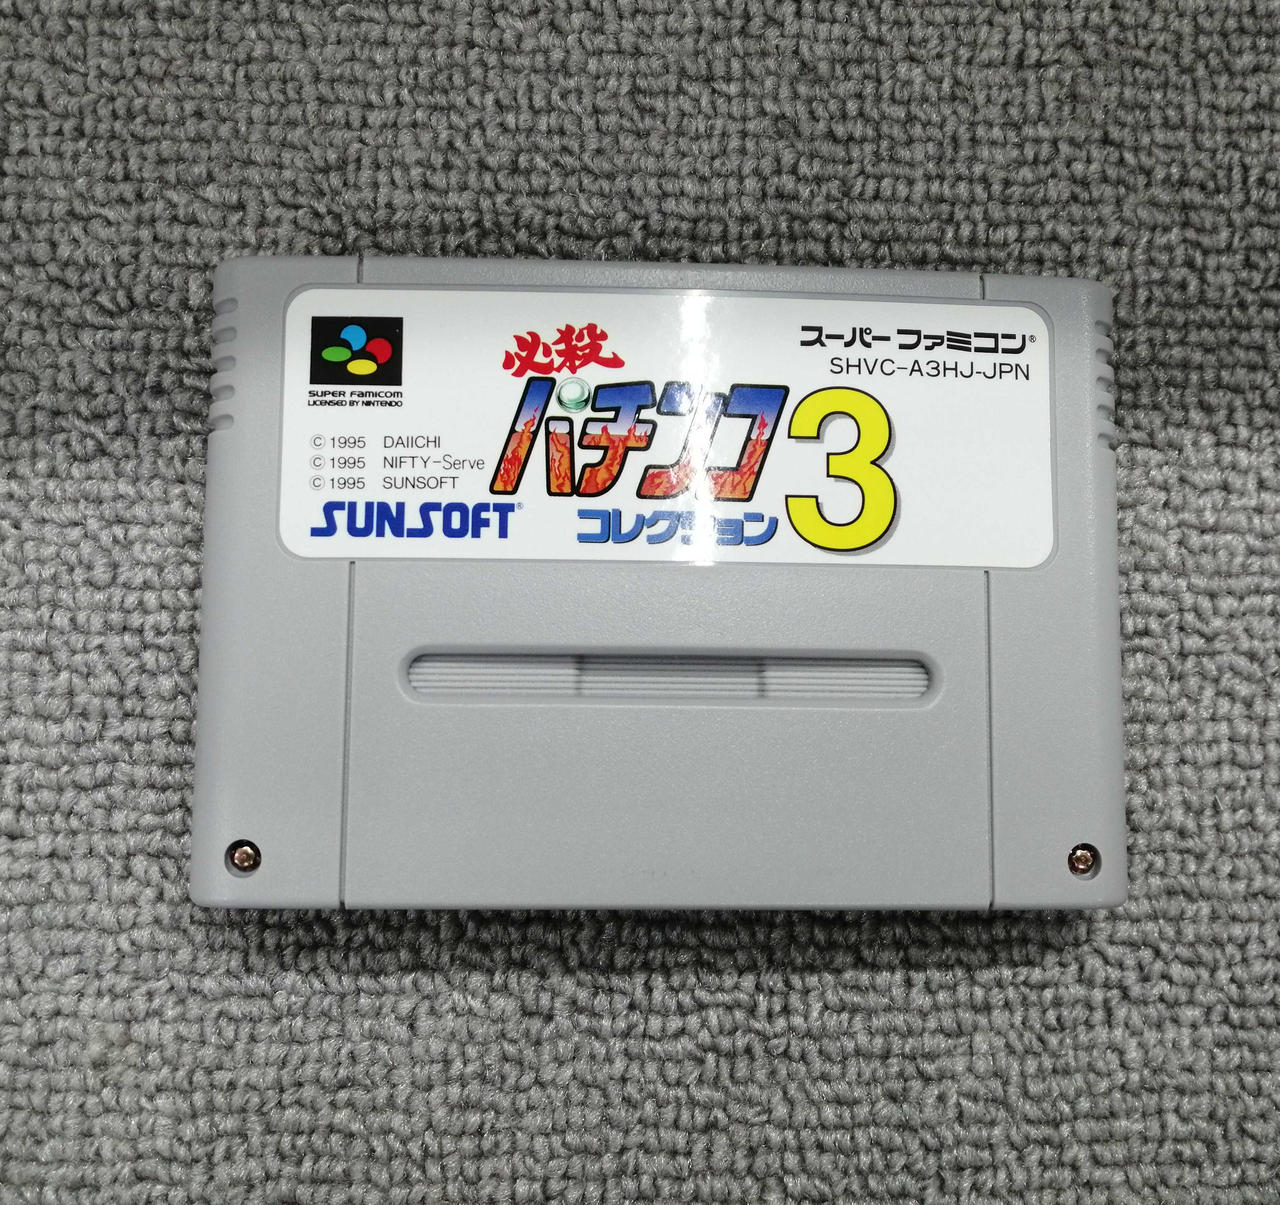 SUPER FAMICOM
LICENSED BY NINTENDO
© 1995 DAIICHI
© 1995 NIFTY-Serve
© 1995 SUNSOFT
SUNSOFT®
必殺
パチンコ
コレクション
3
スーパーファミコン®
SHVC-A3HJ-JPN